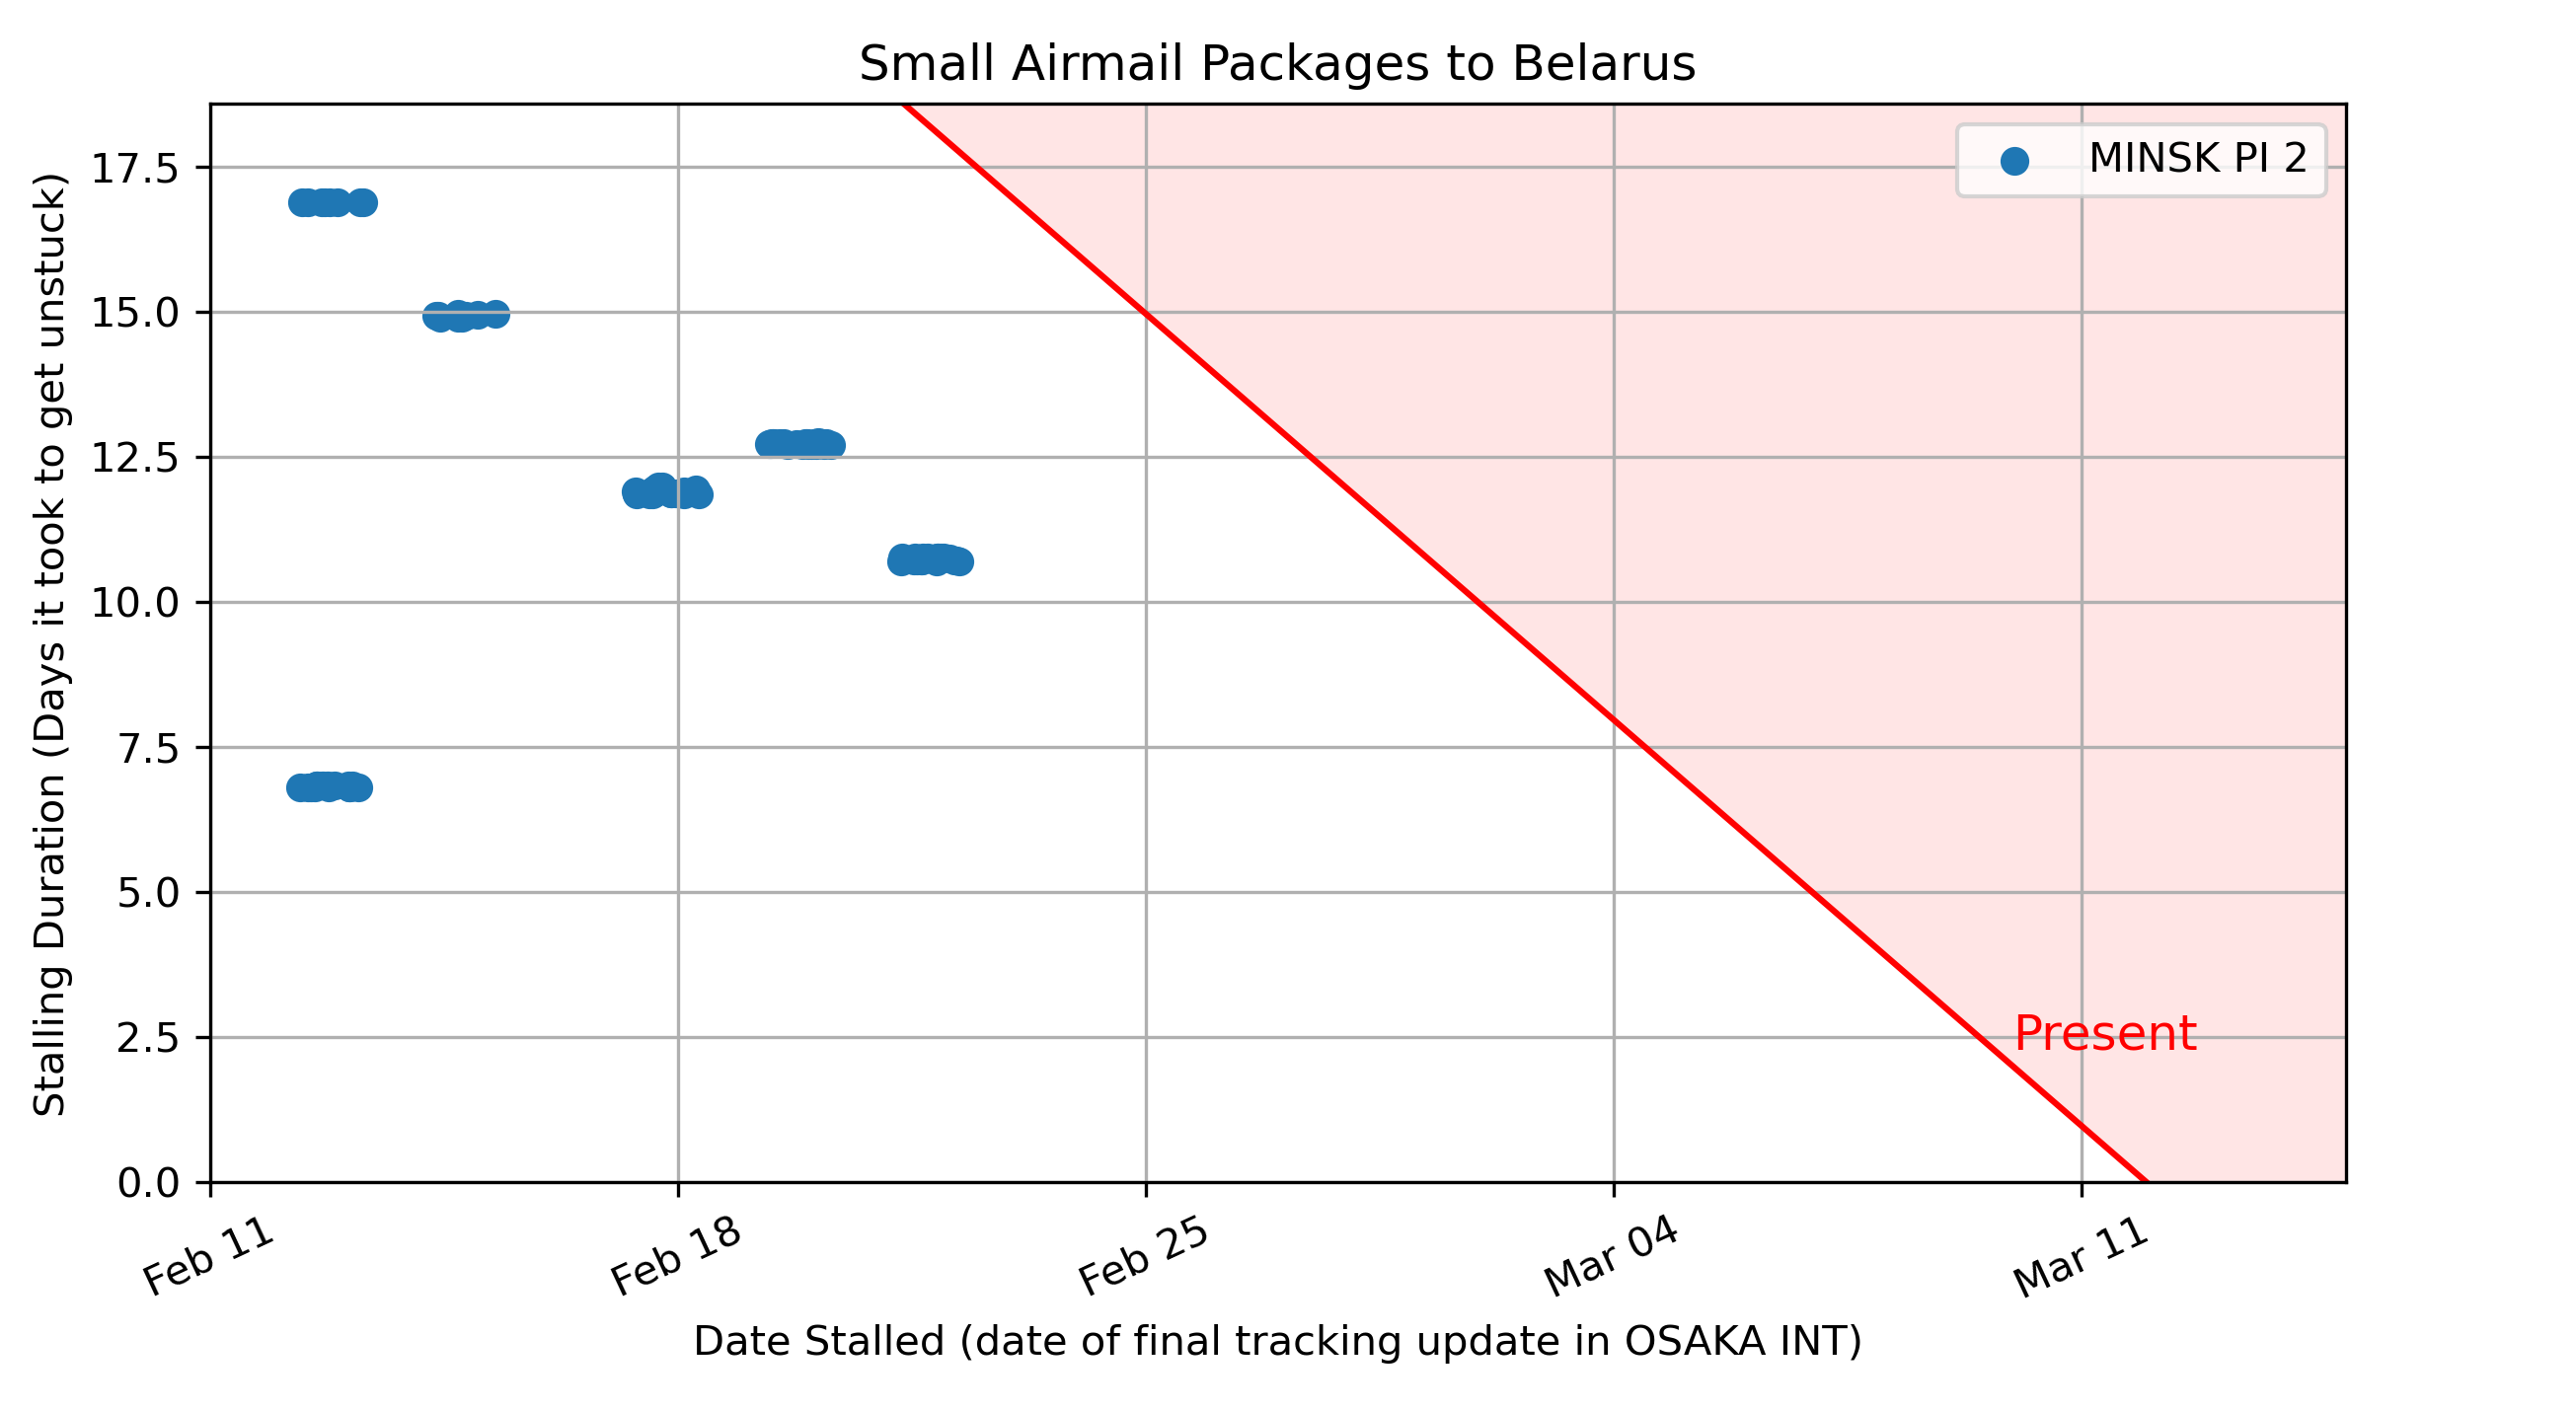 Small Airmail Packages to Belarus
MINSK PI 2
Stalling Duration (Days it took to get unstuck)
17.5
15.0
12.5
10.0
7.5
5.0
2.5
0.0
Present
Feb 11
Feb 18
Feb 25
Mar 04
Mar 11
Date Stalled (date of final tracking update in OSAKA INT)